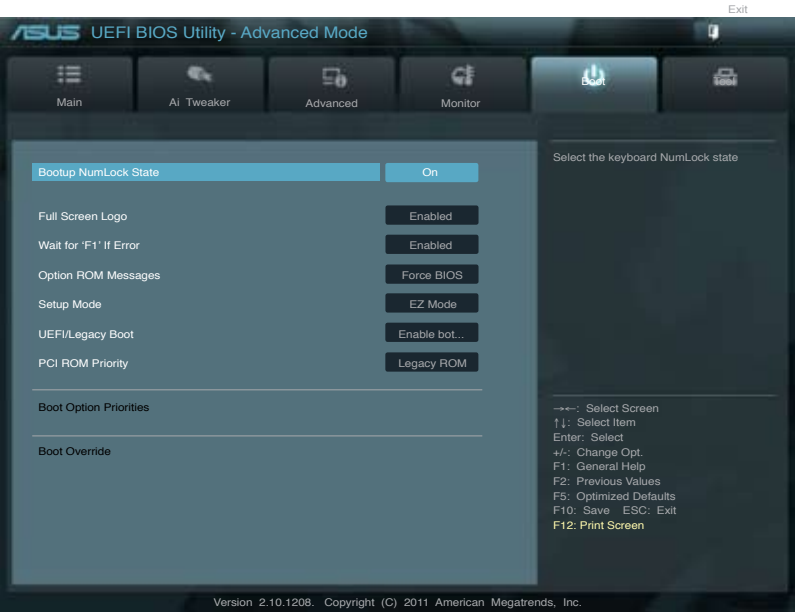 Exit
ASUS UEFI BIOS Utility - Advanced Mode
Main
Ai Tweaker
Advanced
Monitor
Boot
Tool
Bootup NumLock State On
Full Screen Logo Enabled
Wait for ‘F1’ If Error Enabled
Option ROM Messages Force BIOS
Setup Mode EZ Mode
UEFI/Legacy Boot Enable bot...
PCI ROM Priority Legacy ROM
Boot Option Priorities
Boot Override
Select the keyboard NumLock state
→←: Select Screen
↑↓: Select Item
Enter: Select
+/-: Change Opt.
F1: General Help
F2: Previous Values
F5: Optimized Defaults
F10: Save ESC: Exit
F12: Print Screen
Version 2.10.1208. Copyright (C) 2011 American Megatrends, Inc.